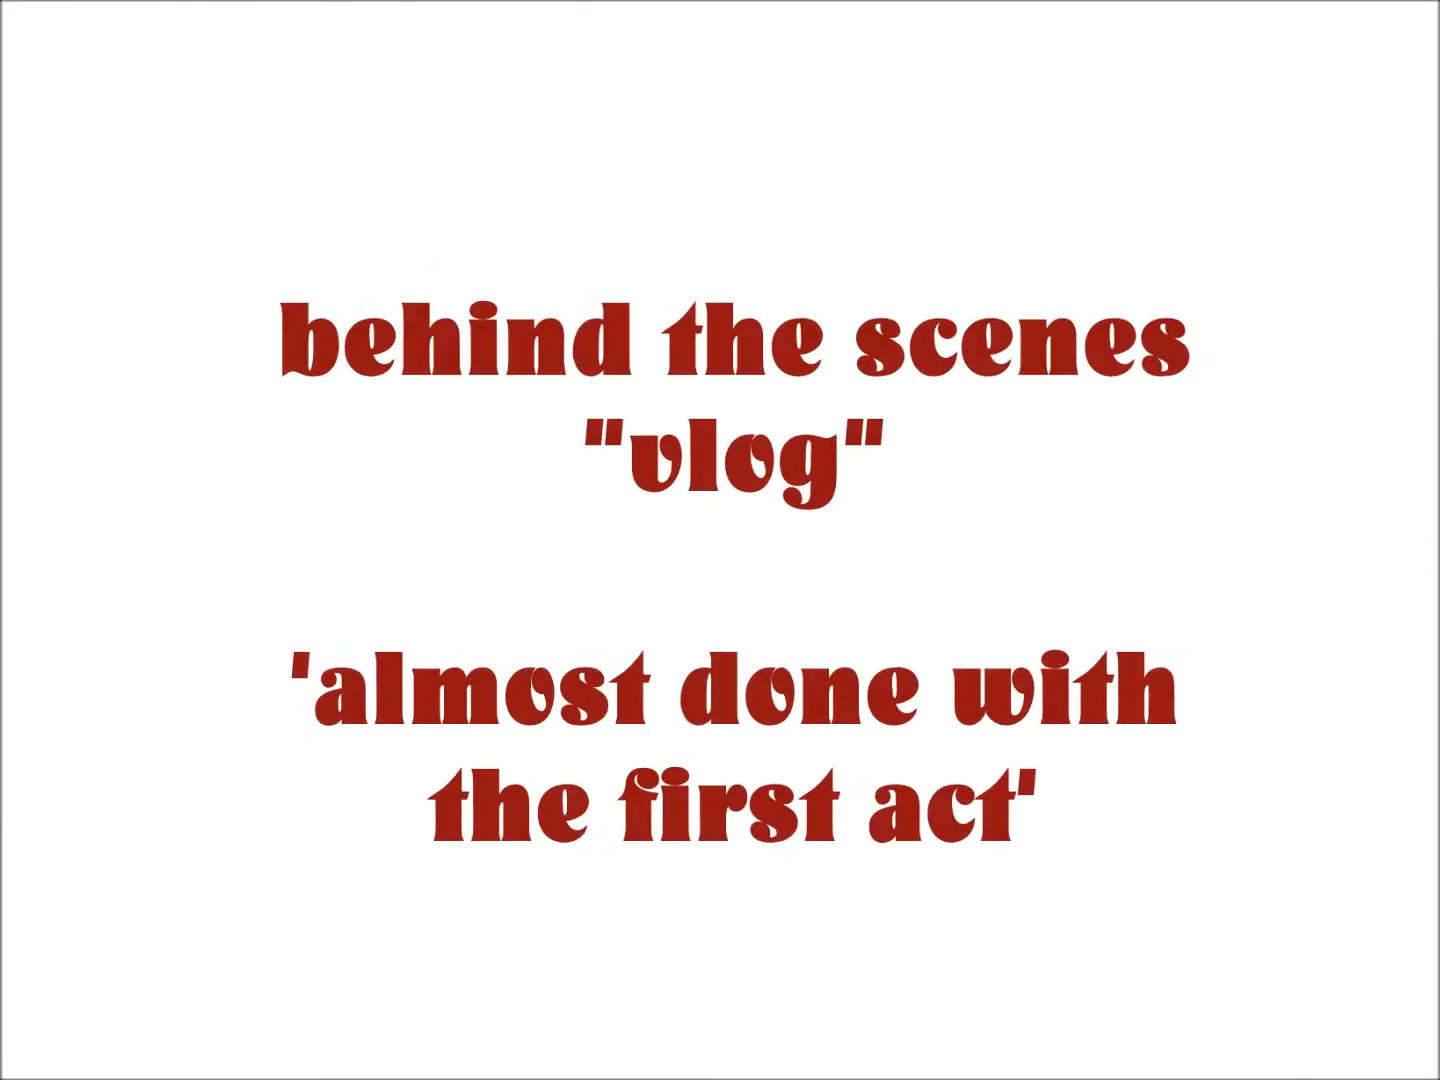 behind the scenes
"vlog"
'almost done with
the first act'